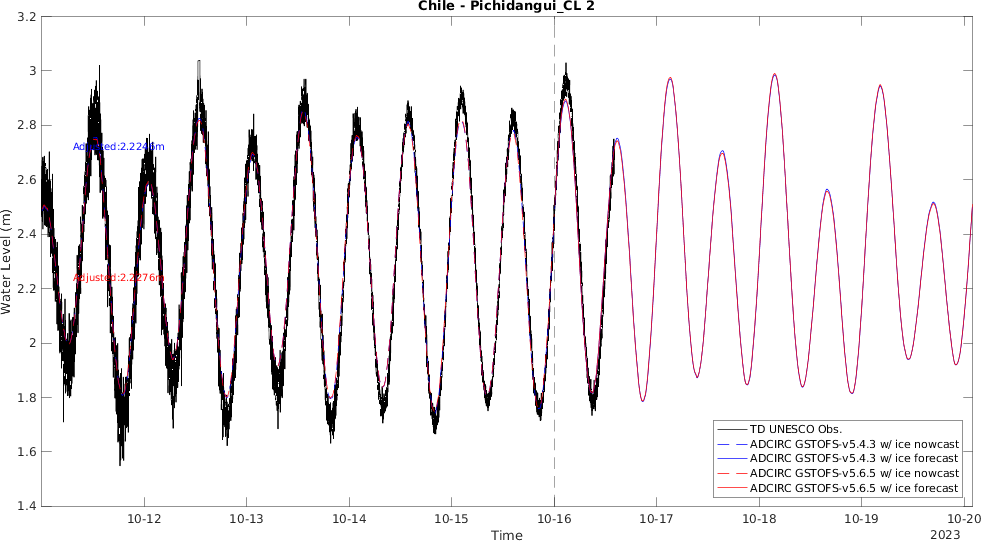 Chile - Pichidangui_CL 2
3.2
3
2.8
2.6
2.4
2.2
2
1.8
1.6
1.4
Water Level (m)
Adjusted:2.2246m
Adjusted:2.2276m
TD UNESCO Obs.
ADCIRC GSTOFS-v5.4.3 w/ ice nowcast
ADCIRC GSTOFS-v5.4.3 w/ ice forecast
ADCIRC GSTOFS-v5.6.5 w/ ice nowcast
ADCIRC GSTOFS-v5.6.5 w/ ice forecast
10-12 10-13 10-14 10-15 10-16 10-17 10-18 10-19 10-20
Time
2023